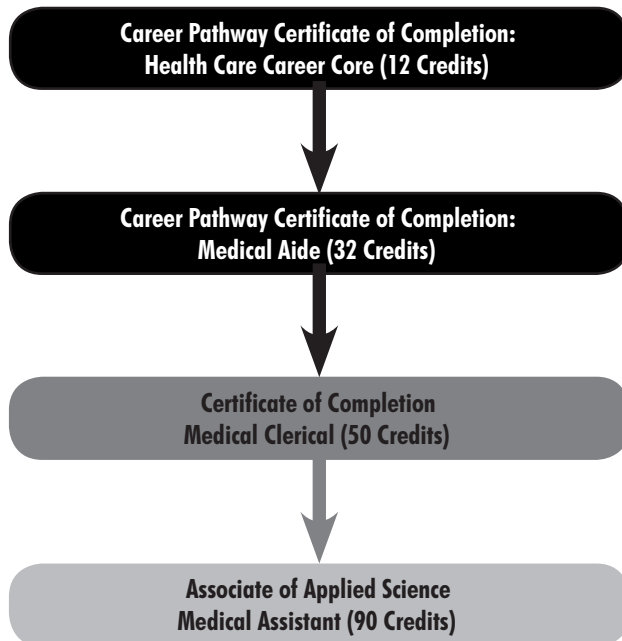 Career Pathway Certificate of Completion:
Health Care Career Core (12 Credits)
Career Pathway Certificate of Completion:
Medical Aide (32 Credits)
Certificate of Completion
Medical Clerical (50 Credits)
Associate of Applied Science
Medical Assistant (90 Credits)